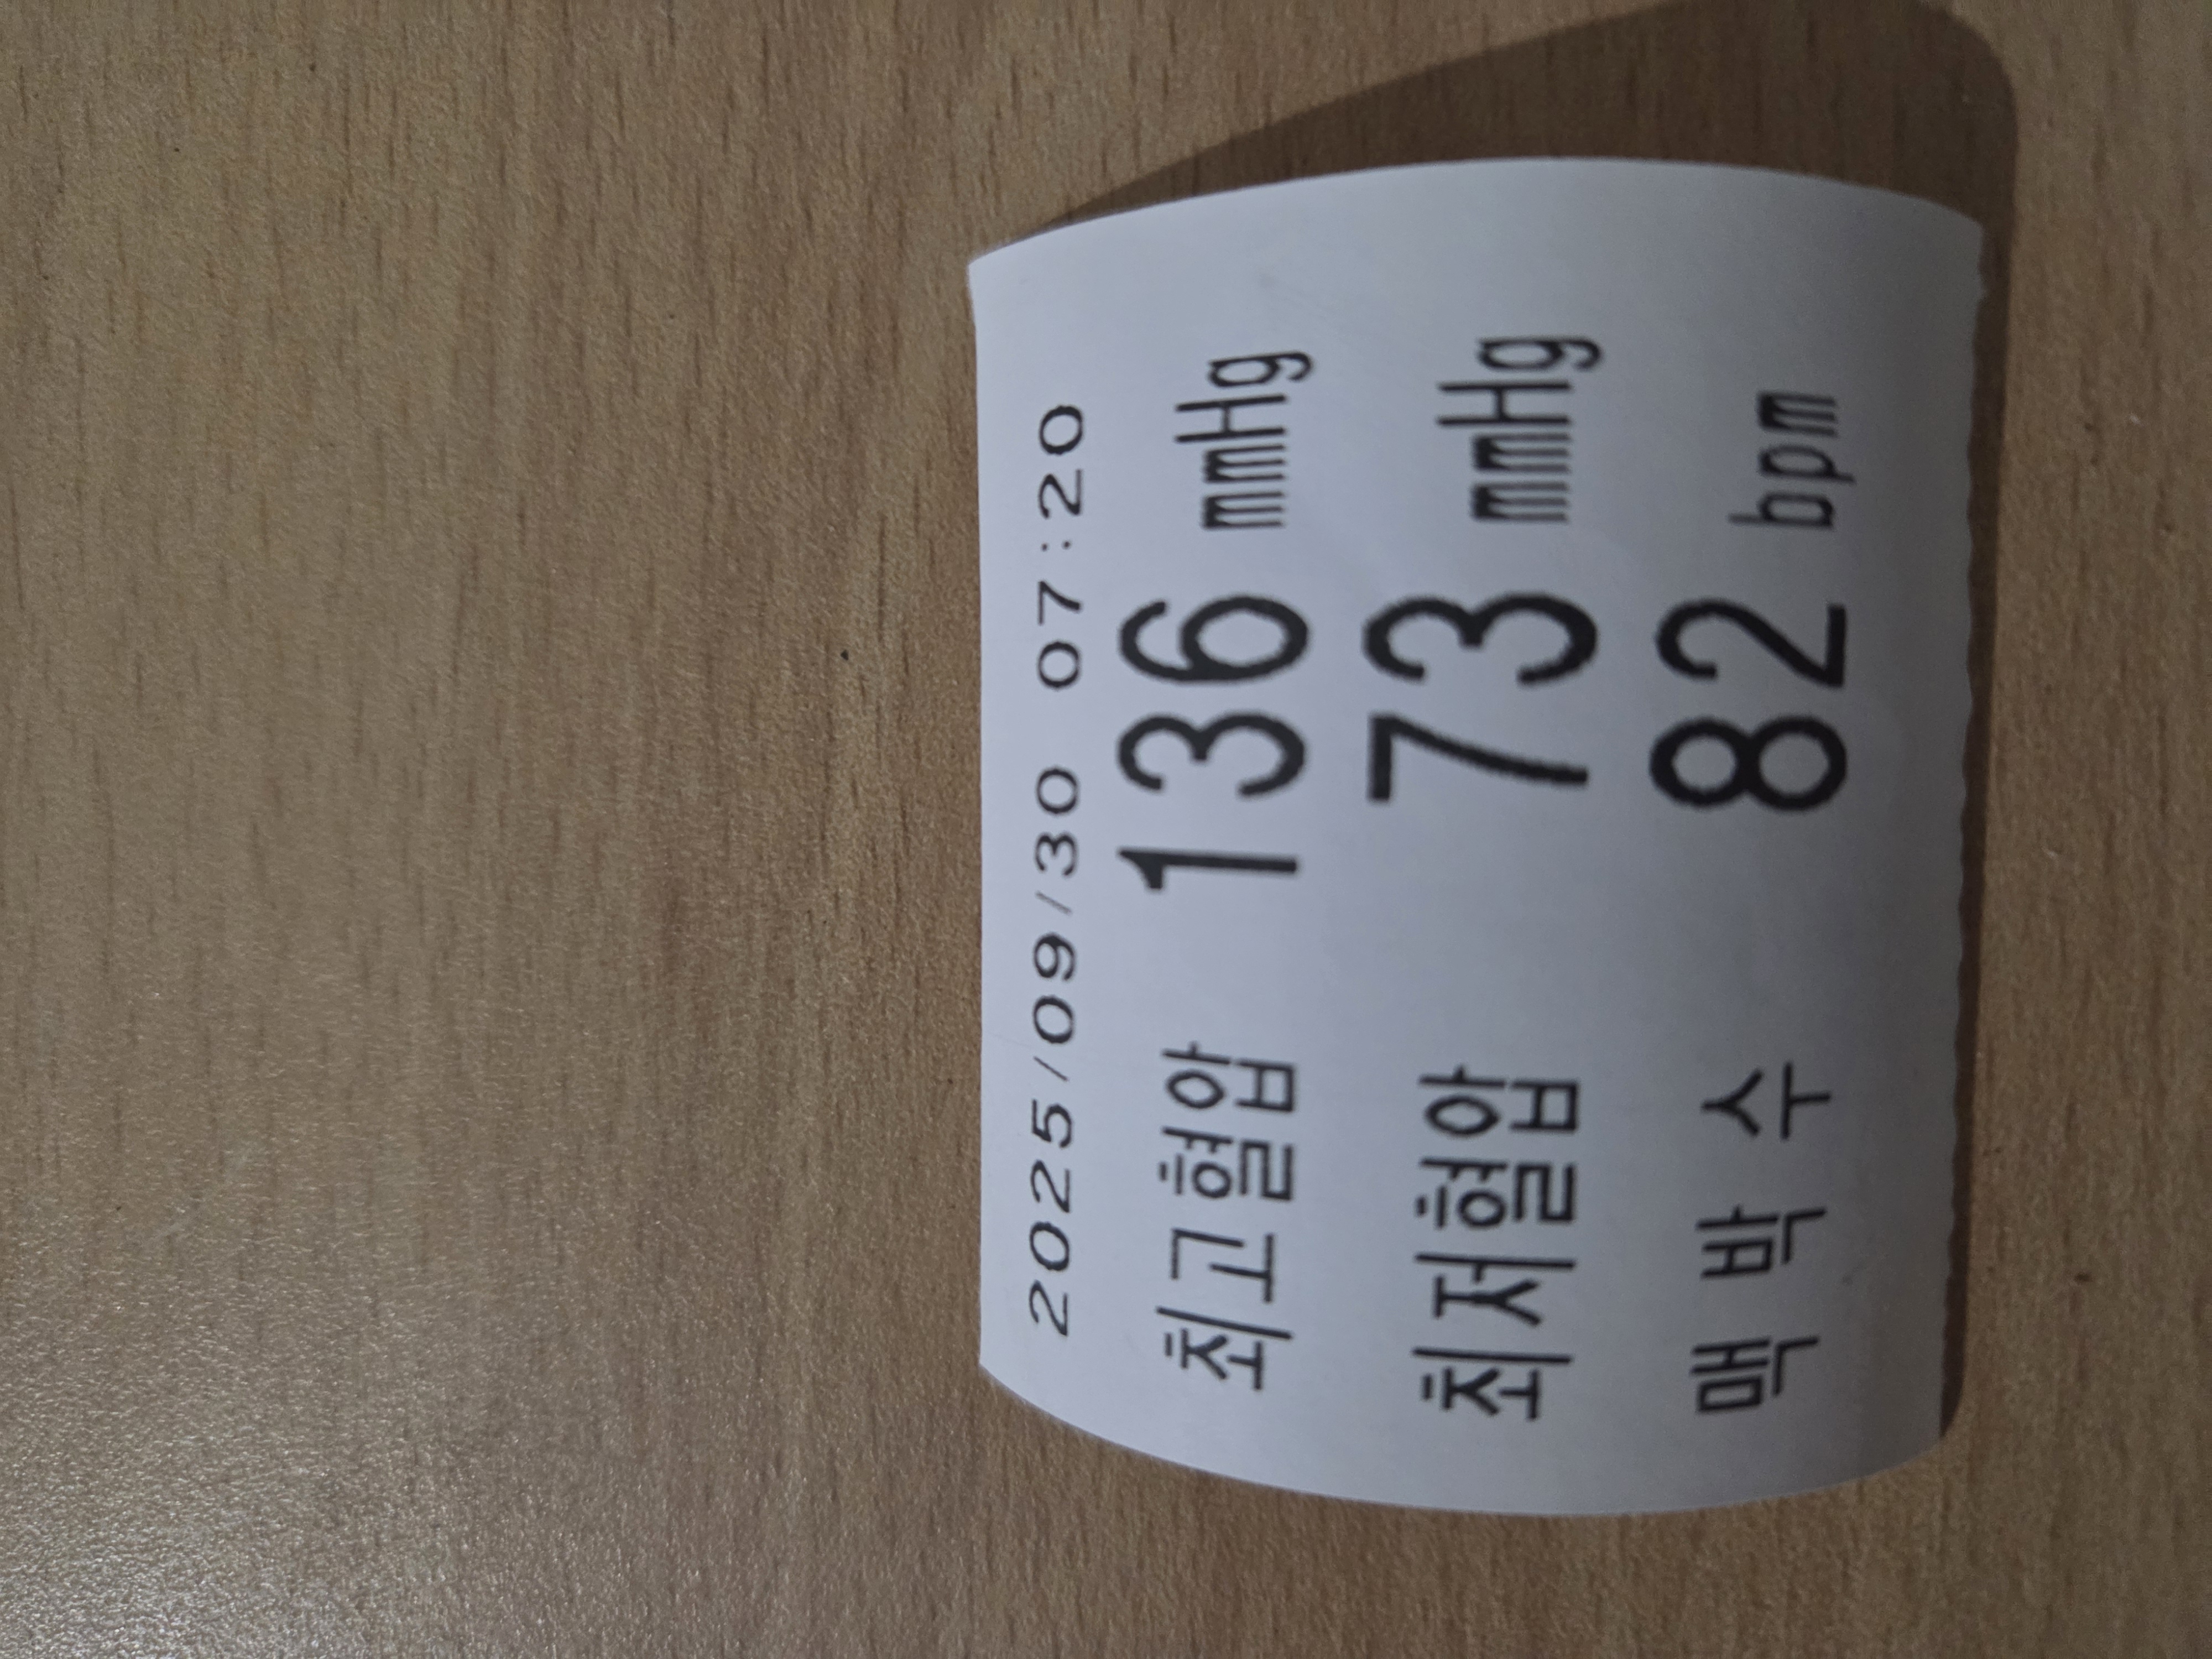 2025/09/30 07:20
최고혈압 136 mmHg
최저혈압 73 mmHg
맥 박 수 82 bpm